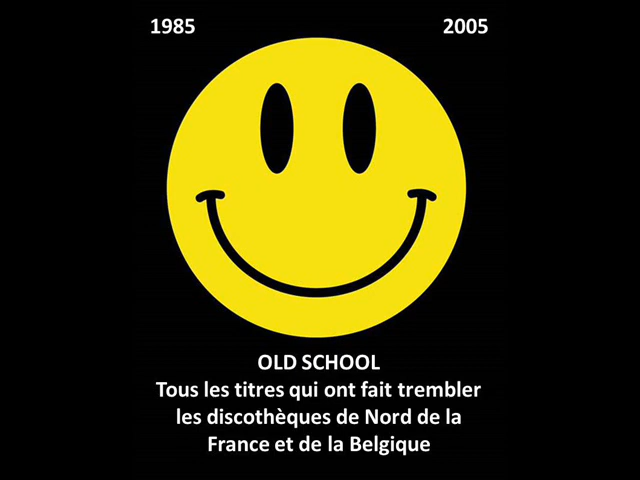 1985 2005
OLD SCHOOL
Tous les titres qui ont fait trembler
les discothèques de Nord de la
France et de la Belgique